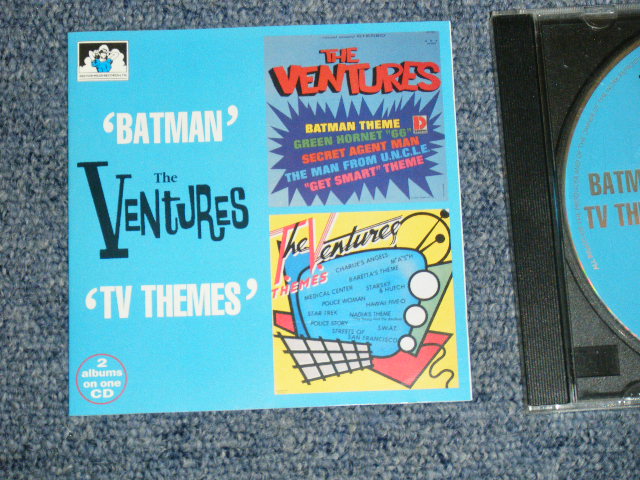 'BATMAN'
The
VENTURES
'TV THEMES'
2
albums
on one
CD
THE
VENTURES
BATMAN THEME
GREEN HORNET "66"
SECRET AGENT MAN
THE MAN FROM U.N.C.L.E.
"GET SMART" THEME
The Ventures
T.V.
THEMES
CHARLIE'S ANGELS
BARETTA'S THEME
MEDICAL CENTER
STARSKY
& HUTCH
POLICE WOMAN
HAWAII FIVE-O
STAR TREK
NADIA'S THEME
POLICE STORY
S.W.A.T.
STREETS OF
SAN FRANCISCO
BATM
TV TH